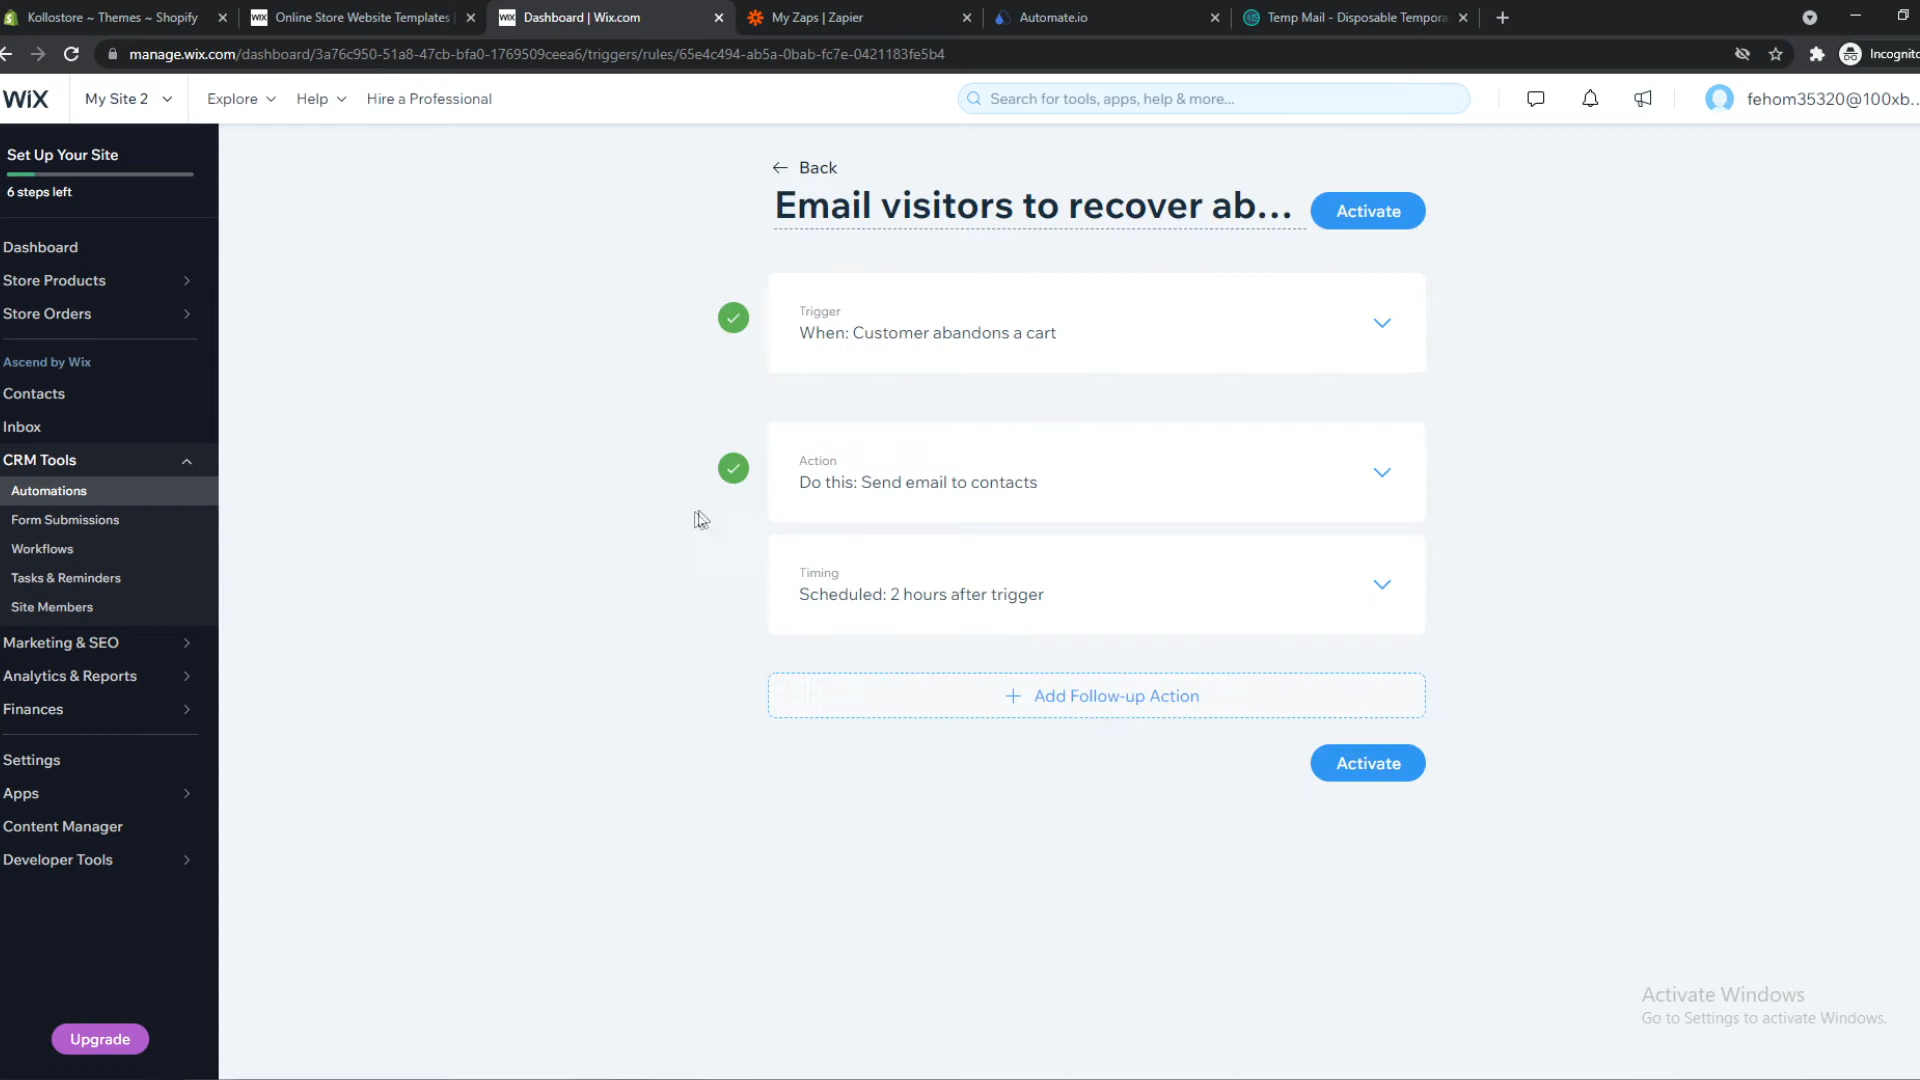 Kollostore ~ Themes ~ Shopify
WIX Online Store Website Templates
WIX Dashboard | Wix.com
My Zaps | Zapier
Automate.io
Temp Mail - Disposable Tempora
manage.wix.com/dashboard/3a76c950-51a8-47cb-bfa0-1769509ceea6/triggers/rules/65e4c494-ab5a-0bab-fc7e-0421183fe5b4
Incognito
WiX
My Site 2
Explore
Help
Hire a Professional
Search for tools, apps, help & more...
fehom35320@100xb...
Set Up Your Site
6 steps left
Dashboard
Store Products
Store Orders
Ascend by Wix
Contacts
Inbox
CRM Tools
Automations
Form Submissions
Workflows
Tasks & Reminders
Site Members
Marketing & SEO
Analytics & Reports
Finances
Settings
Apps
Content Manager
Developer Tools
Upgrade
Back
Email visitors to recover ab...
Activate
Trigger
When: Customer abandons a cart
Action
Do this: Send email to contacts
Timing
Scheduled: 2 hours after trigger
+ Add Follow-up Action
Activate
Activate Windows
Go to Settings to activate Windows.